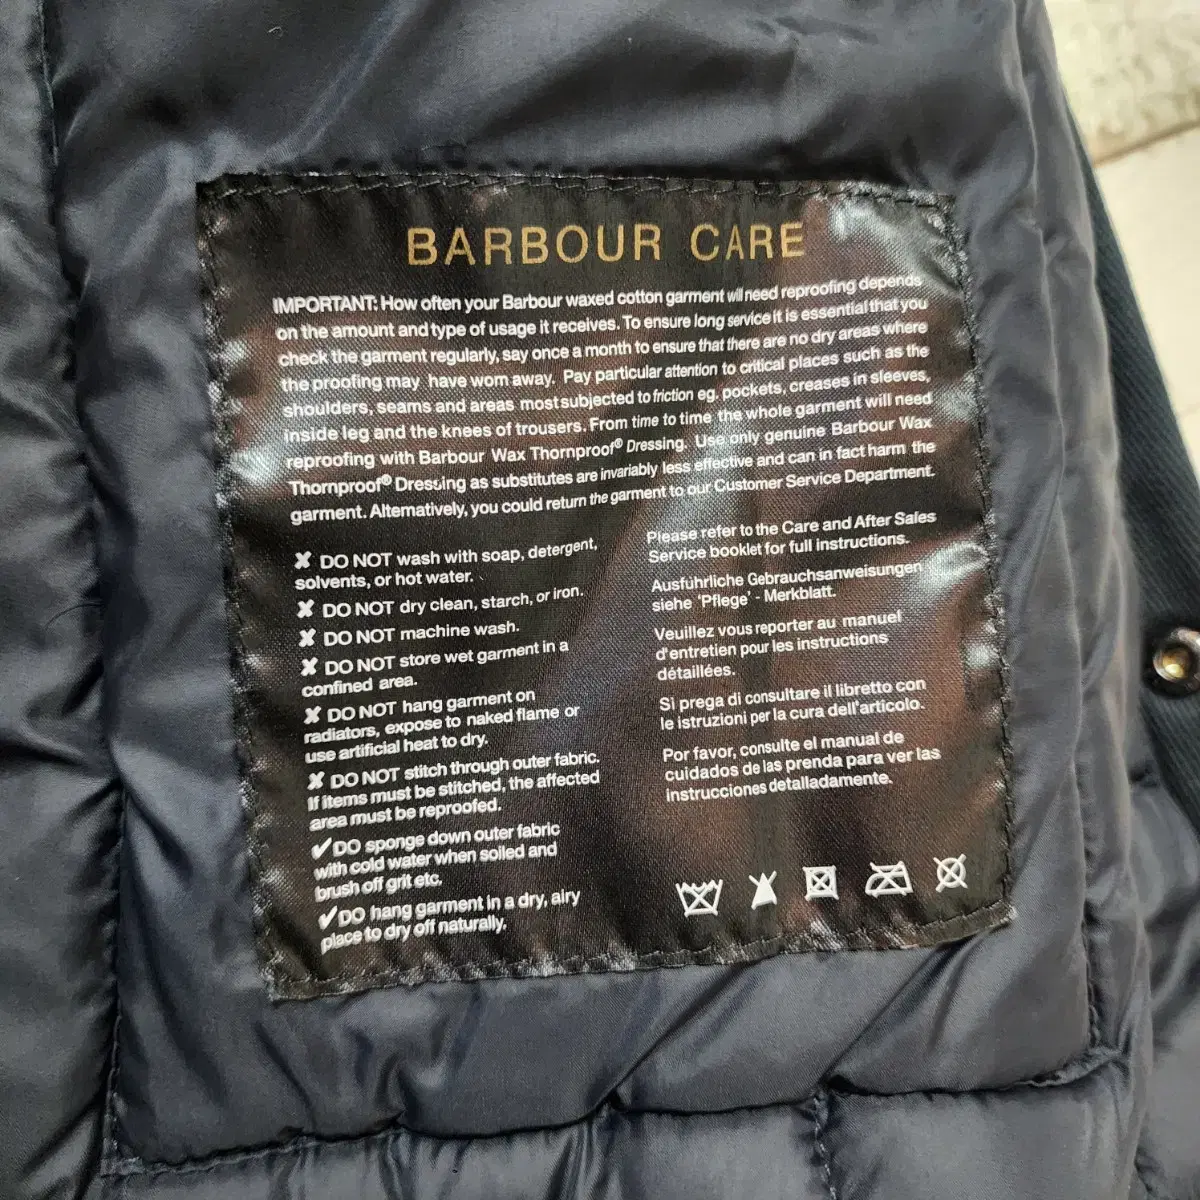 BARBOUR CARE
IMPORTANT: How often your Barbour waxed cotton garment will need reproofing depends
on the amount and type of usage it receives. To ensure long service it is essential that you
check the garment regularly, say once a month to ensure that there are no dry areas where
the proofing may have worn away. Pay particular attention to critical places such as the
shoulders, seams and areas most subjected to friction eg. pockets, creases in sleeves,
inside leg and the knees of trousers. From time to time the whole garment will need
reproofing with Barbour Wax Thornproof® Dressing. Use only genuine Barbour Wax
Thornproof® Dressing as substitutes are invariably less effective and can in fact harm the
garment. Alternatively, you could return the garment to our Customer Service Department.
✘ DO NOT wash with soap, detergent,
solvents, or hot water.
✘ DO NOT dry clean, starch, or iron.
✘ DO NOT machine wash.
✘ DO NOT store wet garment in a
confined area.
✘ DO NOT hang garment on
radiators, expose to naked flame or
use artificial heat to dry.
✘ DO NOT stitch through outer fabric.
If items must be stitched, the affected
area must be reproofed.
✔DO sponge down outer fabric
with cold water when soiled and
brush off grit etc.
✔DO hang garment in a dry, airy
place to dry off naturally.
Please refer to the Care and After Sales
Service booklet for full instructions.
Ausführliche Gebrauchsanweisungen
siehe 'Pflege' - Merkblatt.
Veuillez vous reporter au manuel
d'entretien pour les instructions
détaillées.
Si prega di consultare il libretto con
le istruzioni per la cura dell'articolo.
Por favor, consulte el manual de
cuidados de las prenda para ver las
instrucciones detalladamente.